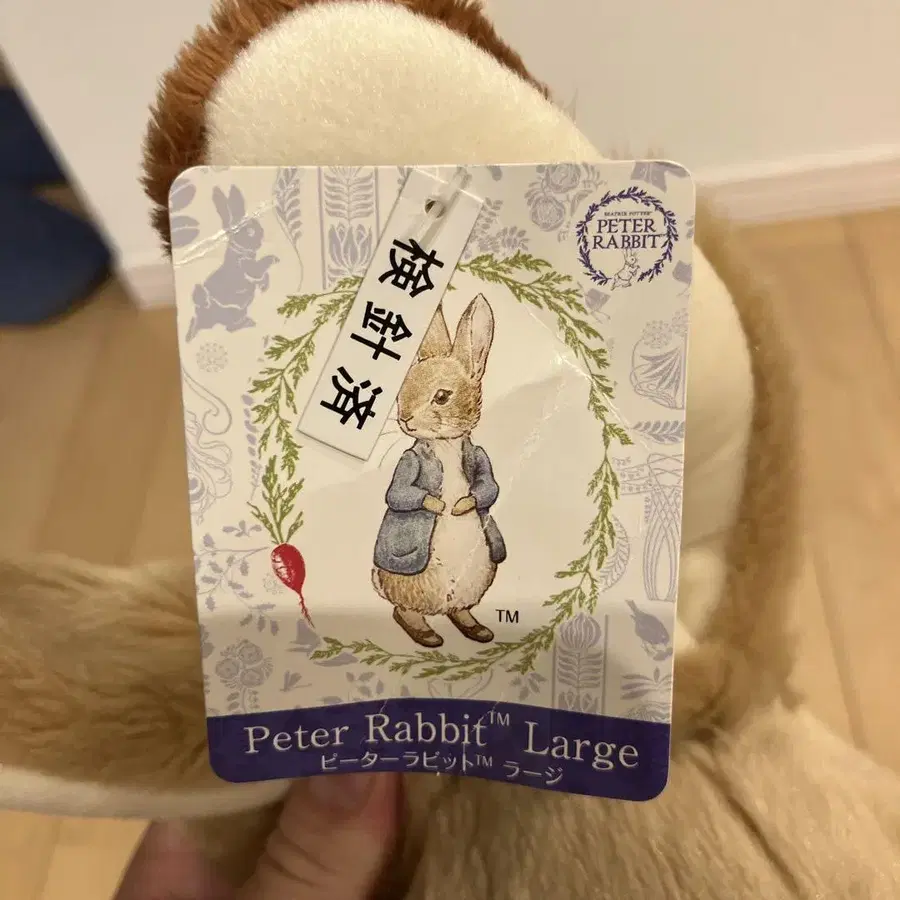 BEATRIX POTTER™
PETER
RABBIT
検針済
TM
Peter Rabbit™ Large
ピーターラビット™ ラージ